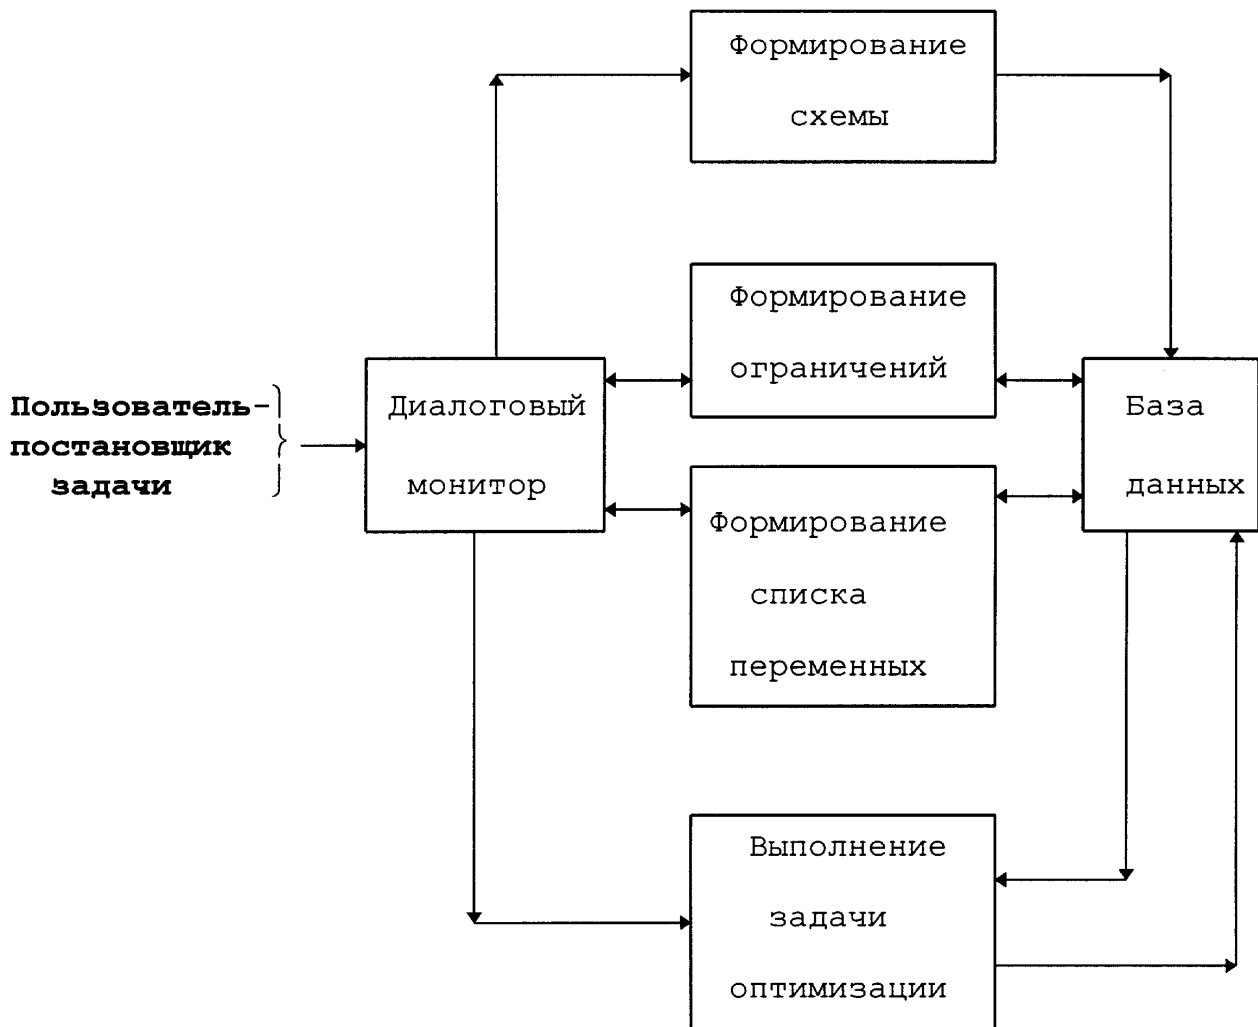 Формирование
схемы
Формирование
ограничений
Пользователь-
постановщик
задачи
Диалоговый
монитор
База
данных
Формирование
списка
переменных
Выполнение
задачи
оптимизации